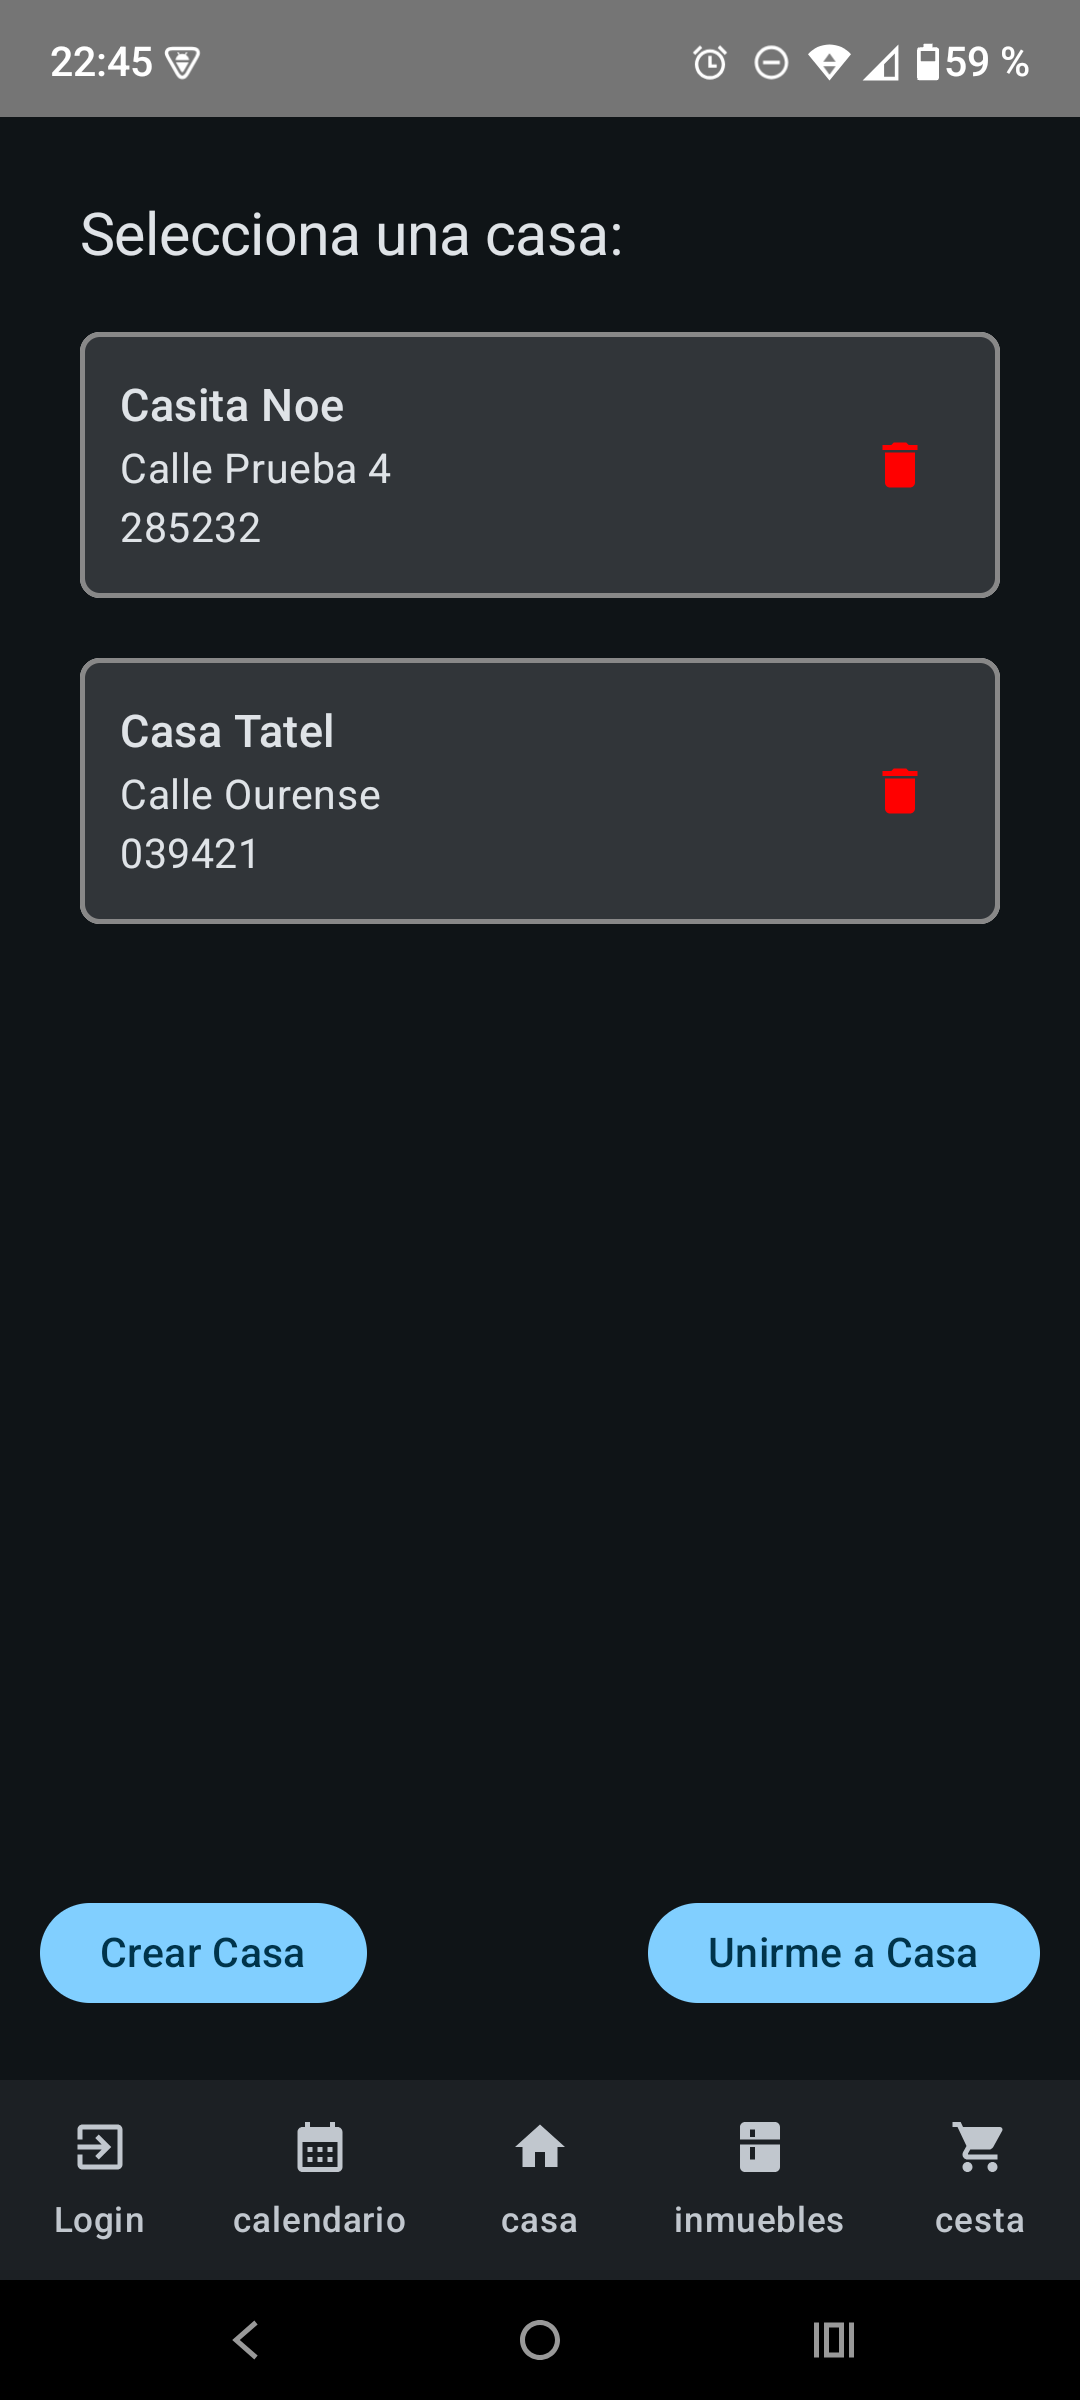 22:45
59 %
Selecciona una casa:
Casita Noe
Calle Prueba 4
285232
Casa Tatel
Calle Ourense
039421
Crear Casa
Unirme a Casa
Login
calendario
casa
inmuebles
cesta